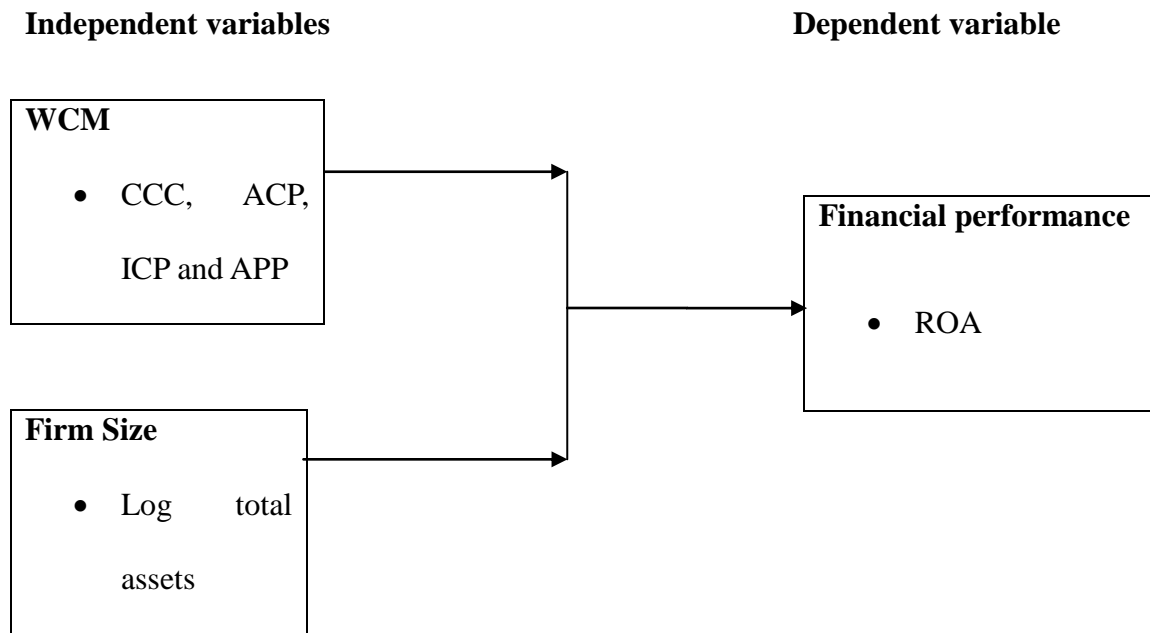 Independent variables
Dependent variable
WCM
• CCC, ACP,
ICP and APP
Financial performance
• ROA
Firm Size
• Log total
assets